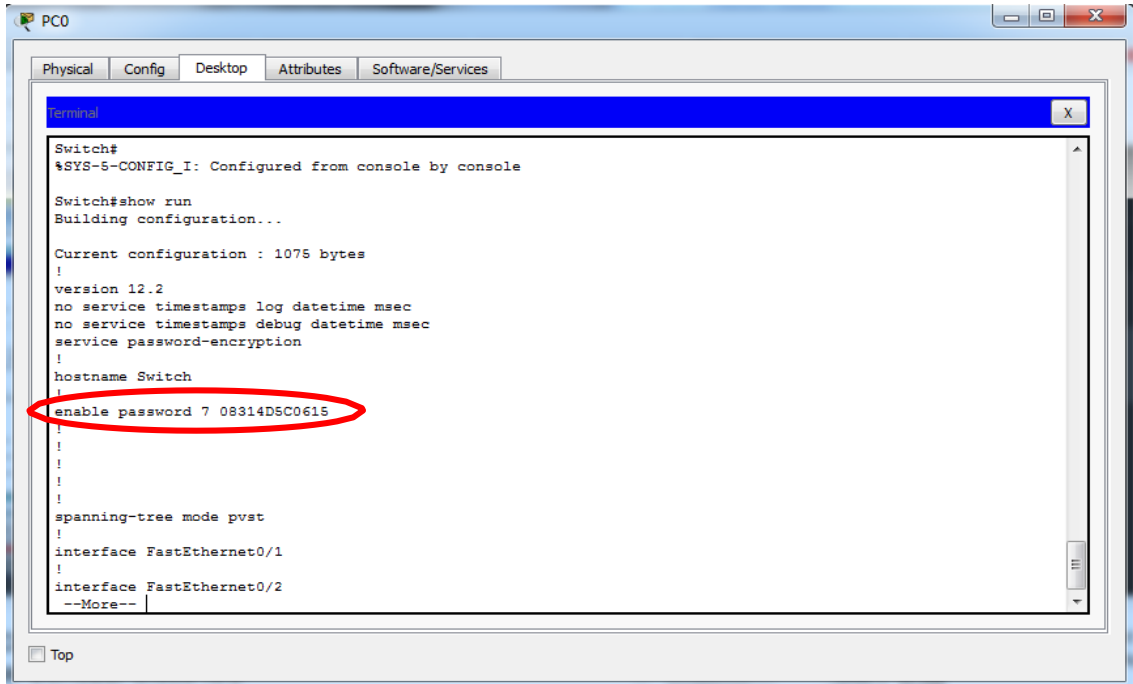 PC0
Physical Config Desktop Attributes Software/Services
Terminal X
Switch#
%SYS-5-CONFIG_I: Configured from console by console
Switch#show run
Building configuration...
Current configuration : 1075 bytes
!
version 12.2
no service timestamps log datetime msec
no service timestamps debug datetime msec
service password-encryption
!
hostname Switch
!
enable password 7 08314D5C0615
!
!
!
!
!
spanning-tree mode pvst
!
interface FastEthernet0/1
!
interface FastEthernet0/2
--More--
Top